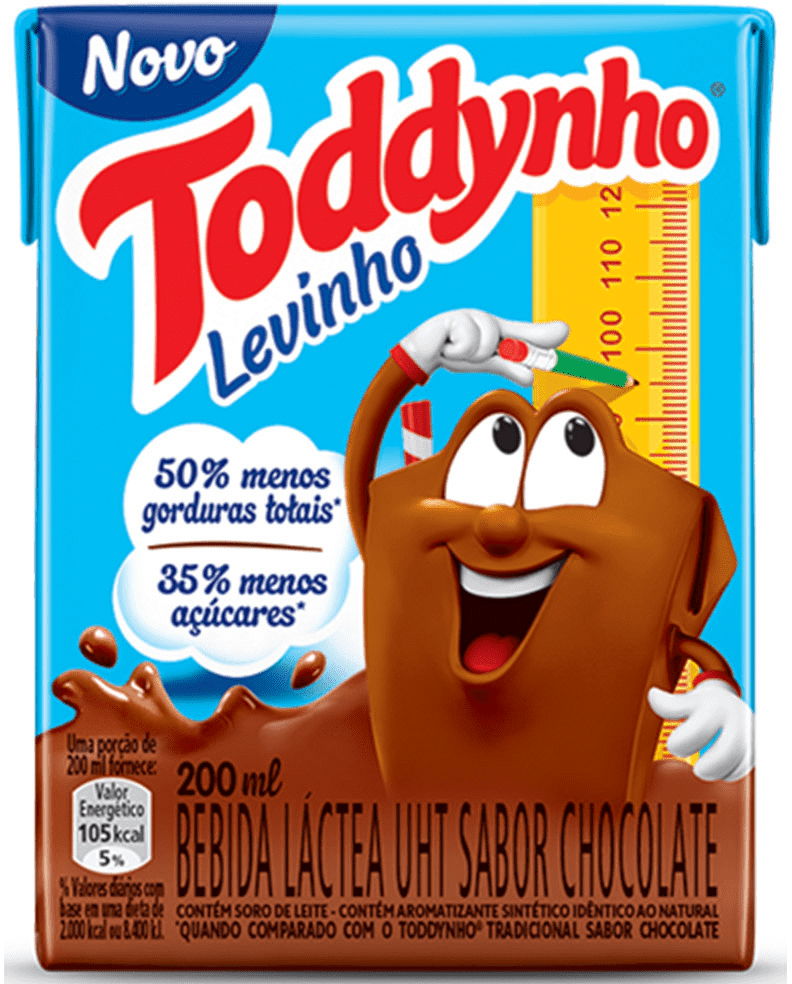 Novo
Toddynho®
Levinho
12
110
100
50% menos
gorduras totais*
35% menos
açúcares*
Uma porção de
200 ml fornece:
Valor
Energético
105 kcal
5%
% Valores diários com
base em uma dieta de
2.000 kcal ou 8.400 kJ.
200 ml
BEBIDA LÁCTEA UHT SABOR CHOCOLATE
CONTÉM SORO DE LEITE - CONTÉM AROMATIZANTE SINTÉTICO IDÊNTICO AO NATURAL
*QUANDO COMPARADO COM O TODDYNHO® TRADICIONAL SABOR CHOCOLATE